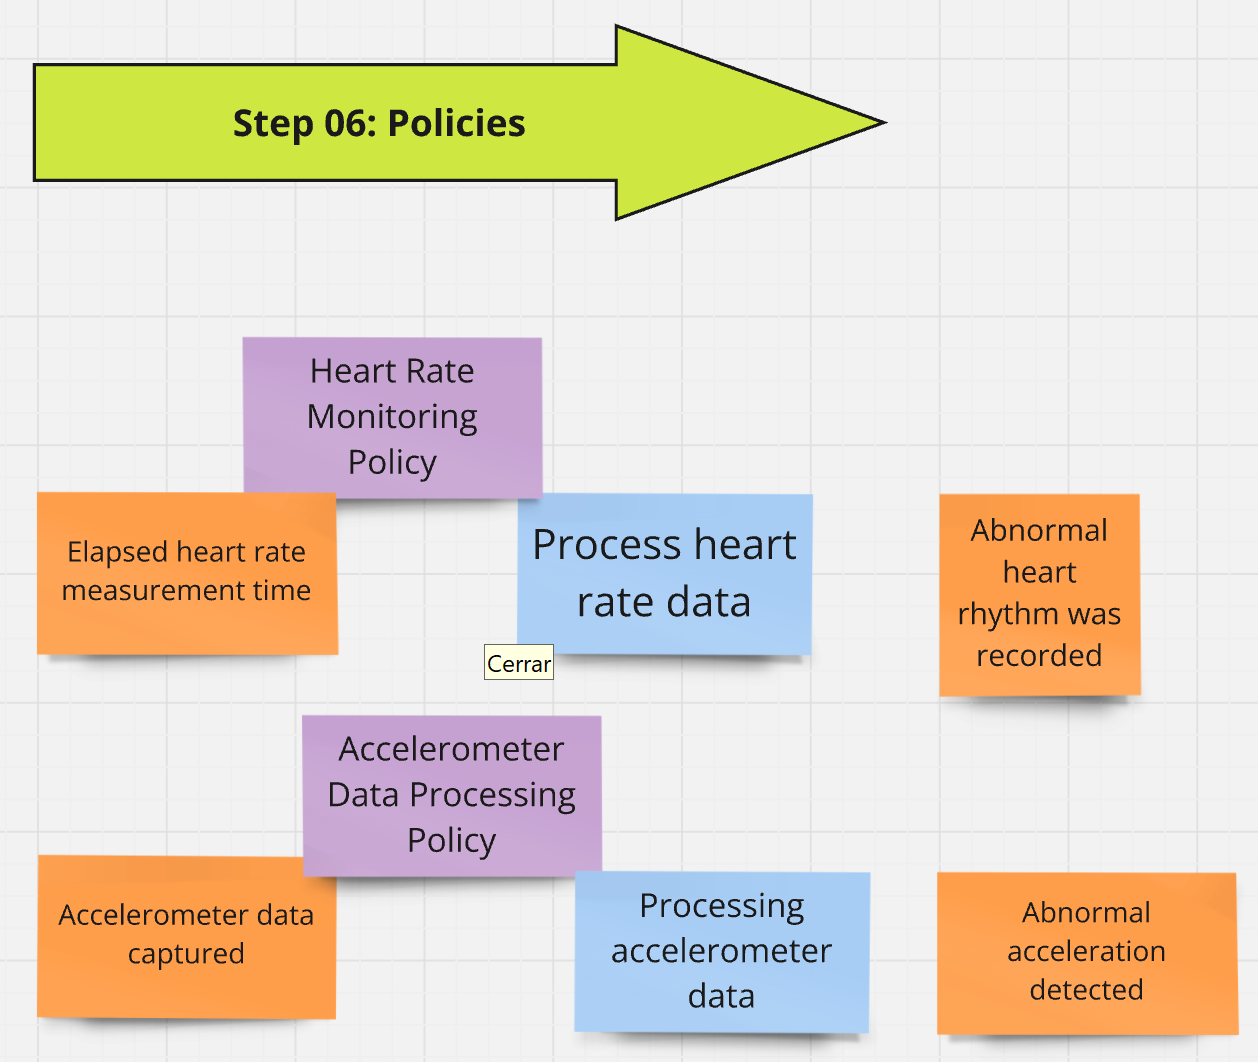 Step 06: Policies
Heart Rate
Monitoring
Policy
Elapsed heart rate
measurement time
Process heart
rate data
Abnormal
heart
rhythm was
recorded
Cerrar
Accelerometer
Data Processing
Policy
Accelerometer data
captured
Processing
accelerometer
data
Abnormal
acceleration
detected